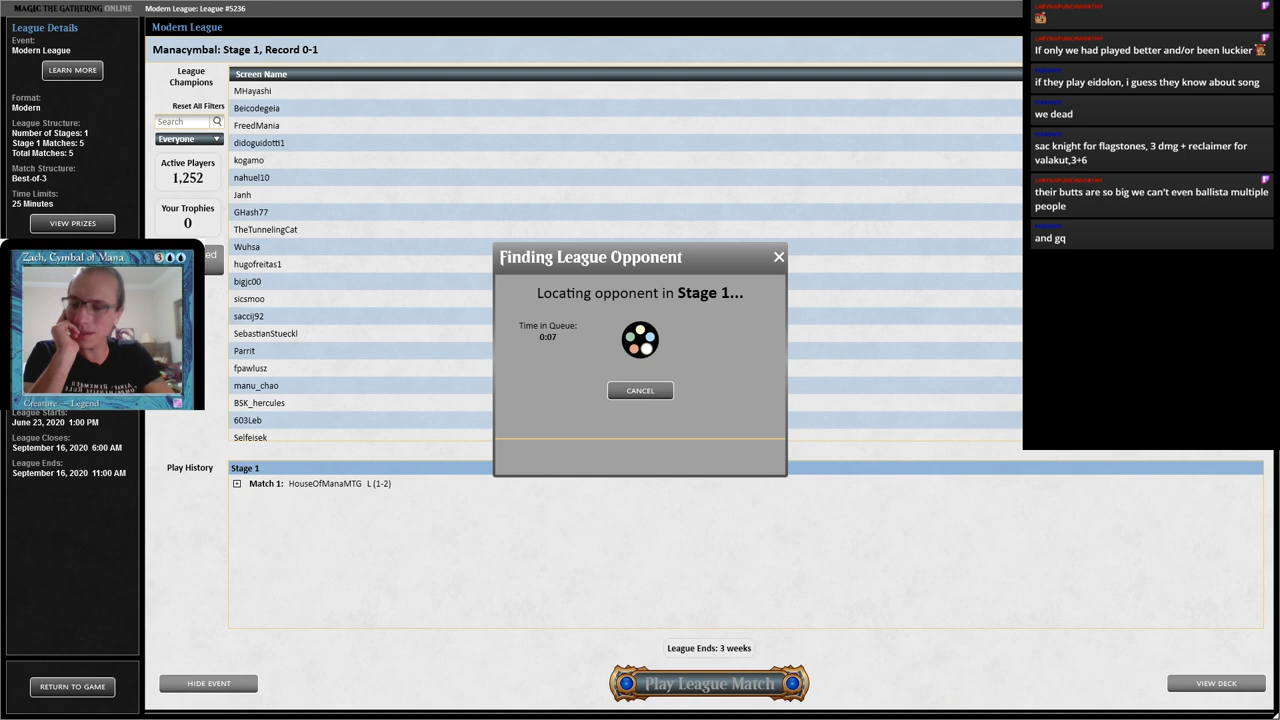 MAGIC THE GATHERING ONLINE
Modern League: League #5236
League Details
Event:
Modern League
LEARN MORE
Format:
Modern
League Structure:
Number of Stages: 1
Stage 1 Matches: 5
Total Matches: 5
Match Structure:
Best-of-3
Time Limits:
25 Minutes
VIEW PRIZES
Zach, Cymbal of Mana
3
Creature — Legend
League Starts:
June 23, 2020 1:00 PM
League Closes:
September 16, 2020 6:00 AM
League Ends:
September 16, 2020 11:00 AM
RETURN TO GAME
Modern League
Manacymbal: Stage 1, Record 0-1
League
Champions
Reset All Filters
Search
Everyone
Active Players
1,252
Your Trophies
0
ed
Screen Name
MHayashi
Beicodegeia
FreedMania
didoguidotti1
kogamo
nahuel10
Janh
GHash77
TheTunnelingCat
Wuhsa
hugofreitas1
bigjc00
sicsmoo
saccij92
SebastianStueckl
Parrit
fpawlusz
manu_chao
BSK_hercules
603Leb
Selfeisek
Finding League Opponent
Locating opponent in Stage 1...
Time in Queue:
0:07
CANCEL
Play History
Stage 1
Match 1: HouseOfManaMTG L (1-2)
League Ends: 3 weeks
HIDE EVENT
Play League Match
VIEW DECK
If only we had played better and/or been luckier
if they play eidolon, i guess they know about song
we dead
sac knight for flagstones, 3 dmg + reclaimer for
valakut,3+6
their butts are so big we can't even ballista multiple
people
and gq